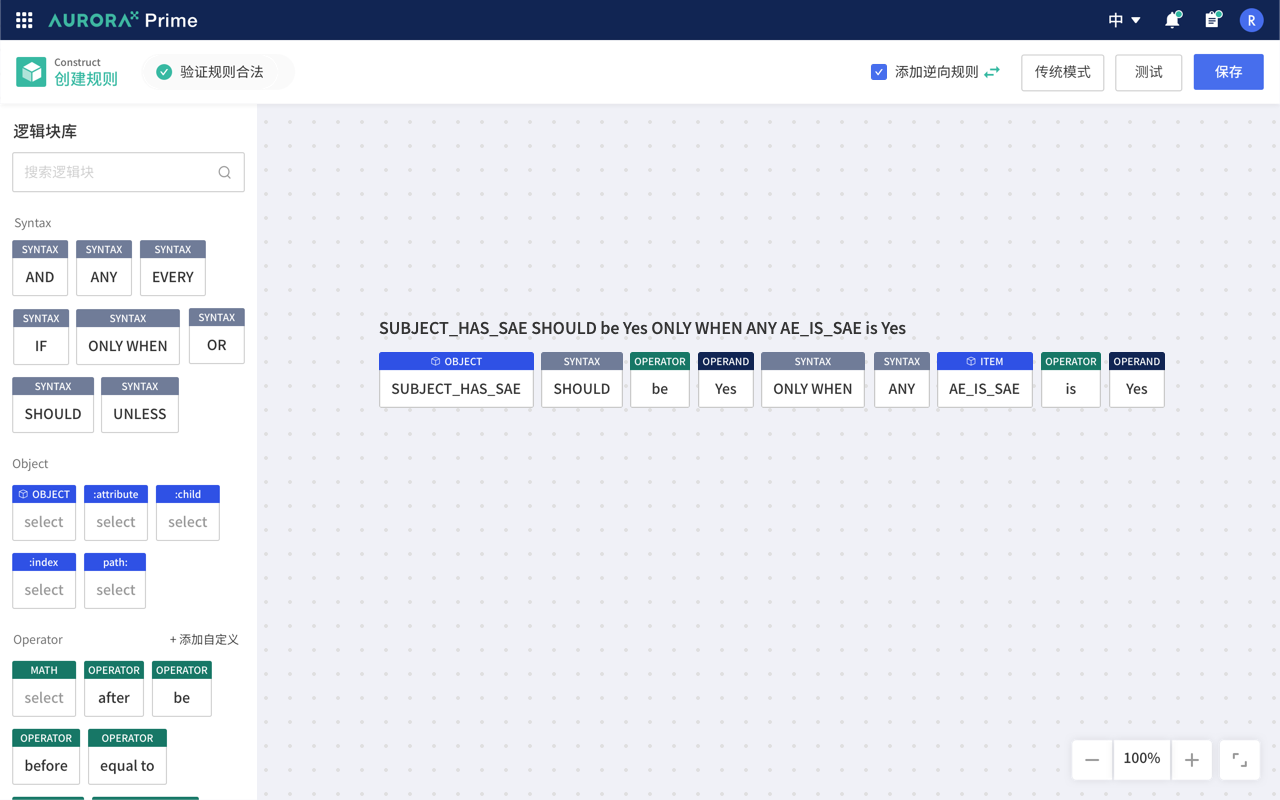 AURORA Prime
中
R
Construct
创建规则
验证规则合法
添加逆向规则
传统模式
测试
保存
逻辑块库
搜索逻辑块
Syntax
SYNTAX SYNTAX SYNTAX
AND ANY EVERY
SYNTAX SYNTAX SYNTAX
IF ONLY WHEN OR
SYNTAX SYNTAX
SHOULD UNLESS
Object
OBJECT :attribute :child
select select select
:index path:
select select
Operator + 添加自定义
MATH OPERATOR OPERATOR
select after be
OPERATOR OPERATOR
before equal to
SUBJECT_HAS_SAE SHOULD be Yes ONLY WHEN ANY AE_IS_SAE is Yes
OBJECT SYNTAX OPERATOR OPERAND SYNTAX SYNTAX ITEM OPERATOR OPERAND
SUBJECT_HAS_SAE SHOULD be Yes ONLY WHEN ANY AE_IS_SAE is Yes
100%